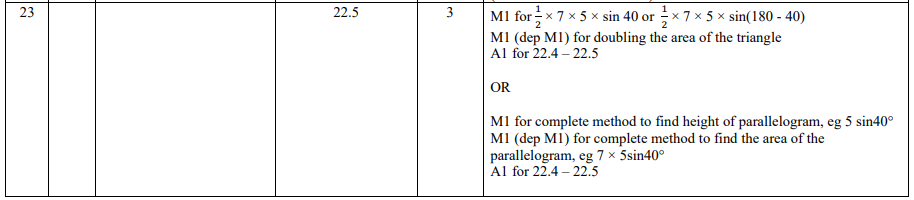 23 22.5 3 M1 for 1/2 × 7 × 5 × sin 40 or 1/2 × 7 × 5 × sin(180 - 40)
M1 (dep M1) for doubling the area of the triangle
A1 for 22.4 – 22.5
OR
M1 for complete method to find height of parallelogram, eg 5 sin40°
M1 (dep M1) for complete method to find the area of the
parallelogram, eg 7 × 5sin40°
A1 for 22.4 – 22.5